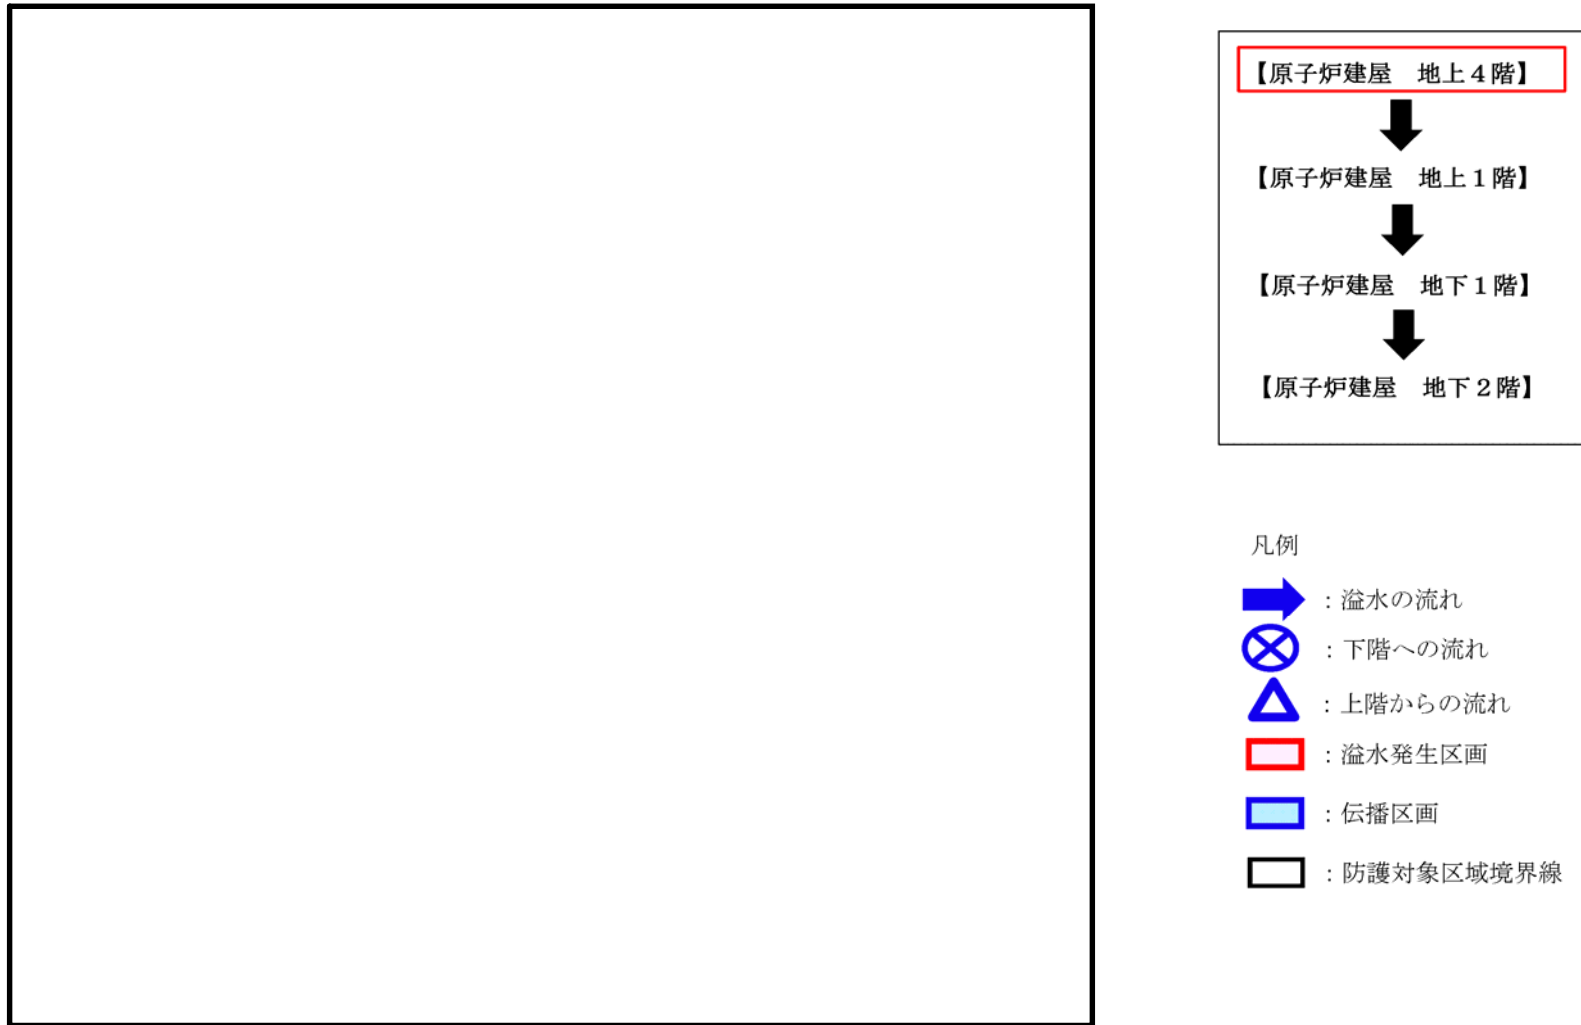 【原子炉建屋　地上４階】
【原子炉建屋　地上１階】
【原子炉建屋　地下１階】
【原子炉建屋　地下２階】
凡例
：溢水の流れ
：下階への流れ
：上階からの流れ
：溢水発生区画
：伝播区画
：防護対象区域境界線